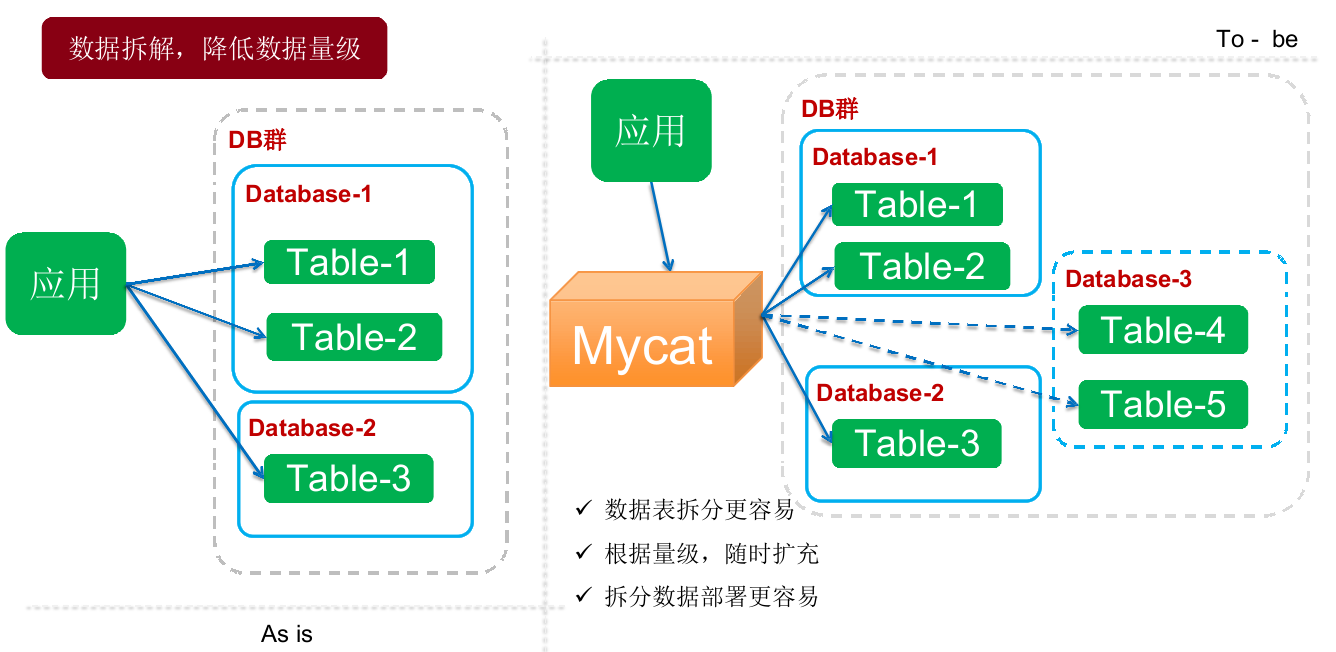 数据拆解，降低数据量级
DB群
Database-1
Table-1
Table-2
Database-2
Table-3
应用
As is
To - be
应用
Mycat
DB群
Database-1
Table-1
Table-2
Database-3
Table-4
Table-5
Database-2
Table-3
✓ 数据表拆分更容易
✓ 根据量级，随时扩充
✓ 拆分数据部署更容易